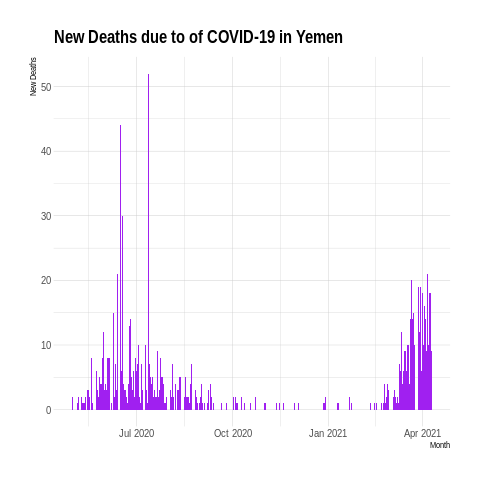 New Deaths due to of COVID-19 in Yemen
New Deaths
50
40
30
20
10
0
Jul 2020 Oct 2020 Jan 2021 Apr 2021
Month